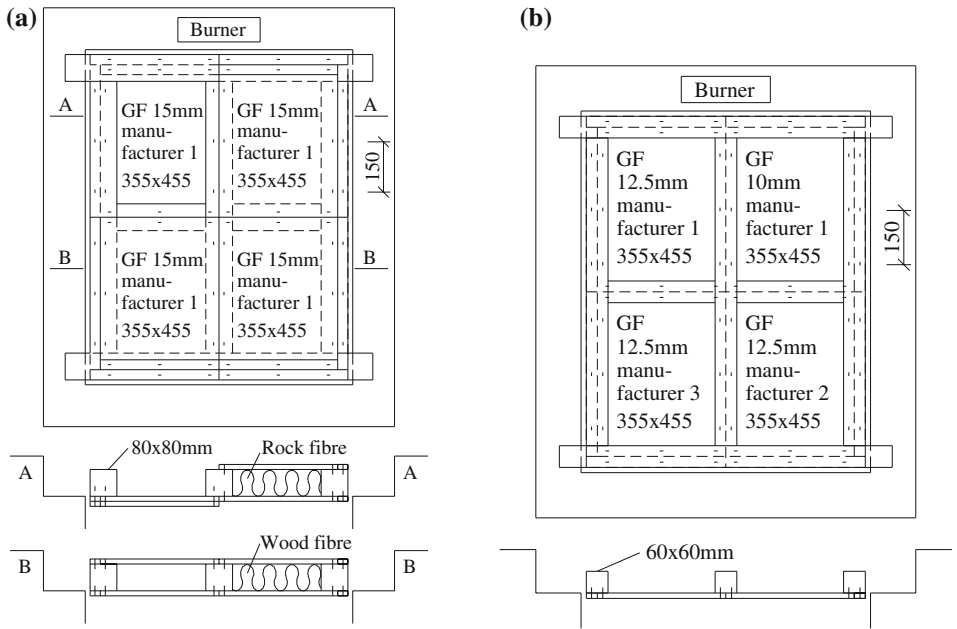 (a)
Burner
A
A
GF 15mm
manu-
facturer 1
355x455
GF 15mm
manu-
facturer 1
355x455
150
B
B
GF 15mm
manu-
facturer 1
355x455
GF 15mm
manu-
facturer 1
355x455
80x80mm
Rock fibre
A
A
Wood fibre
B
B
(b)
Burner
GF
12.5mm
manu-
facturer 1
355x455
GF
10mm
manu-
facturer 1
355x455
150
GF
12.5mm
manu-
facturer 3
355x455
GF
12.5mm
manu-
facturer 2
355x455
60x60mm